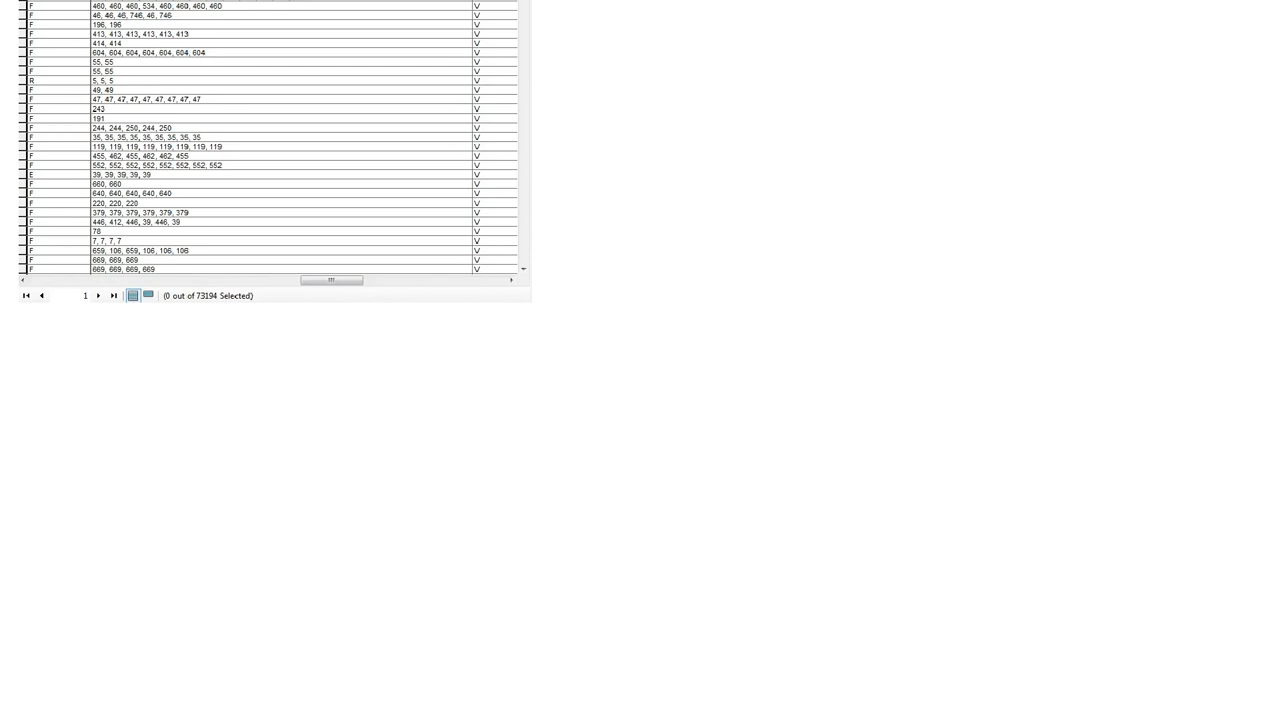 F 460, 460, 460, 534, 460, 460, 460, 460 V
F 46, 46, 46, 746, 46, 746 V
F 196, 196 V
F 413, 413, 413, 413, 413, 413 V
F 414, 414 V
F 604, 604, 604, 604, 604, 604, 604 V
F 55, 55 V
F 55, 55 V
R 5, 5, 5 V
F 49, 49 V
F 47, 47, 47, 47, 47, 47, 47, 47, 47 V
F 243 V
F 191 V
F 244, 244, 250, 244, 250 V
F 35, 35, 35, 35, 35, 35, 35, 35, 35 V
F 119, 119, 119, 119, 119, 119, 119, 119 V
F 455, 462, 455, 462, 462, 455 V
F 552, 552, 552, 552, 552, 552, 552, 552 V
E 39, 39, 39, 39, 39 V
F 660, 660 V
F 640, 640, 640, 640, 640 V
F 220, 220, 220 V
F 379, 379, 379, 379, 379, 379 V
F 446, 412, 446, 39, 446, 39 V
F 78 V
F 7, 7, 7, 7 V
F 659, 106, 659, 106, 106, 106 V
F 669, 669, 669 V
F 669, 669, 669, 669 V
1 (0 out of 73194 Selected)